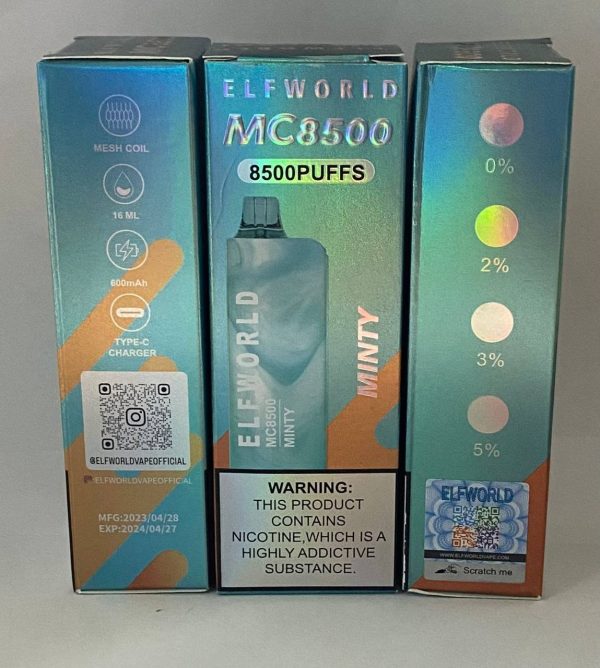 MESH COIL
16 ML
600mAh
TYPE-C
CHARGER
@ELFWORLDVAPEOFFICIAL
ELFWORLDVAPEOFFICIAL
MFG:2023/04/28
EXP:2024/04/27
ELFWORLD
MC8500
8500PUFFS
ELFWORLD
MC8500
MINTY
MINTY
WARNING:
THIS PRODUCT
CONTAINS
NICOTINE,WHICH IS A
HIGHLY ADDICTIVE
SUBSTANCE.
0%
2%
3%
5%
ELFWORLD
WWW.ELFWORLDVAPE.COM
Scratch me